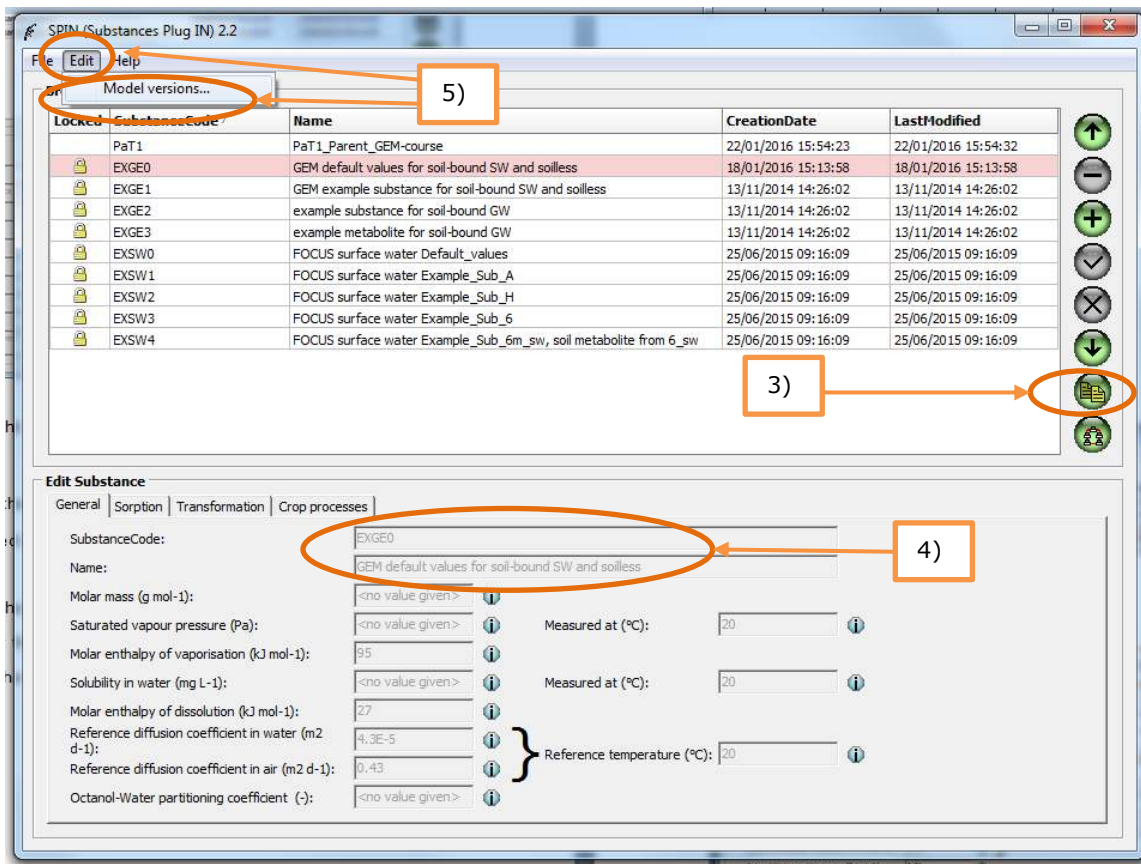 SPIN (Substances Plug IN) 2.2
File Edit Help
Model versions...
5)
Locked SubstanceCode Name CreationDate LastModified
PaT1 PaT1_Parent_GEM-course 22/01/2016 15:54:23 22/01/2016 15:54:32
EXGE0 GEM default values for soil-bound SW and soilless 18/01/2016 15:13:58 18/01/2016 15:13:58
EXGE1 GEM example substance for soil-bound SW and soilless 13/11/2014 14:26:02 13/11/2014 14:26:02
EXGE2 example substance for soil-bound GW 13/11/2014 14:26:02 13/11/2014 14:26:02
EXGE3 example metabolite for soil-bound GW 13/11/2014 14:26:02 13/11/2014 14:26:02
EXSW0 FOCUS surface water Default_values 25/06/2015 09:16:09 25/06/2015 09:16:09
EXSW1 FOCUS surface water Example_Sub_A 25/06/2015 09:16:09 25/06/2015 09:16:09
EXSW2 FOCUS surface water Example_Sub_H 25/06/2015 09:16:09 25/06/2015 09:16:09
EXSW3 FOCUS surface water Example_Sub_6 25/06/2015 09:16:09 25/06/2015 09:16:09
EXSW4 FOCUS surface water Example_Sub_6m_sw, soil metabolite from 6_sw 25/06/2015 09:16:09 25/06/2015 09:16:09
3)
Edit Substance
General Sorption Transformation Crop processes
SubstanceCode: EXGE0
4)
Name: GEM default values for soil-bound SW and soilless
Molar mass (g mol-1): <no value given>
Saturated vapour pressure (Pa): <no value given> Measured at (ºC): 20
Molar enthalpy of vaporisation (kJ mol-1): 95
Solubility in water (mg L-1): <no value given> Measured at (ºC): 20
Molar enthalpy of dissolution (kJ mol-1): 27
Reference diffusion coefficient in water (m2
d-1): 4.3E-5
Reference temperature (ºC): 20
Reference diffusion coefficient in air (m2 d-1): 0.43
Octanol-Water partitioning coefficient (-): <no value given>